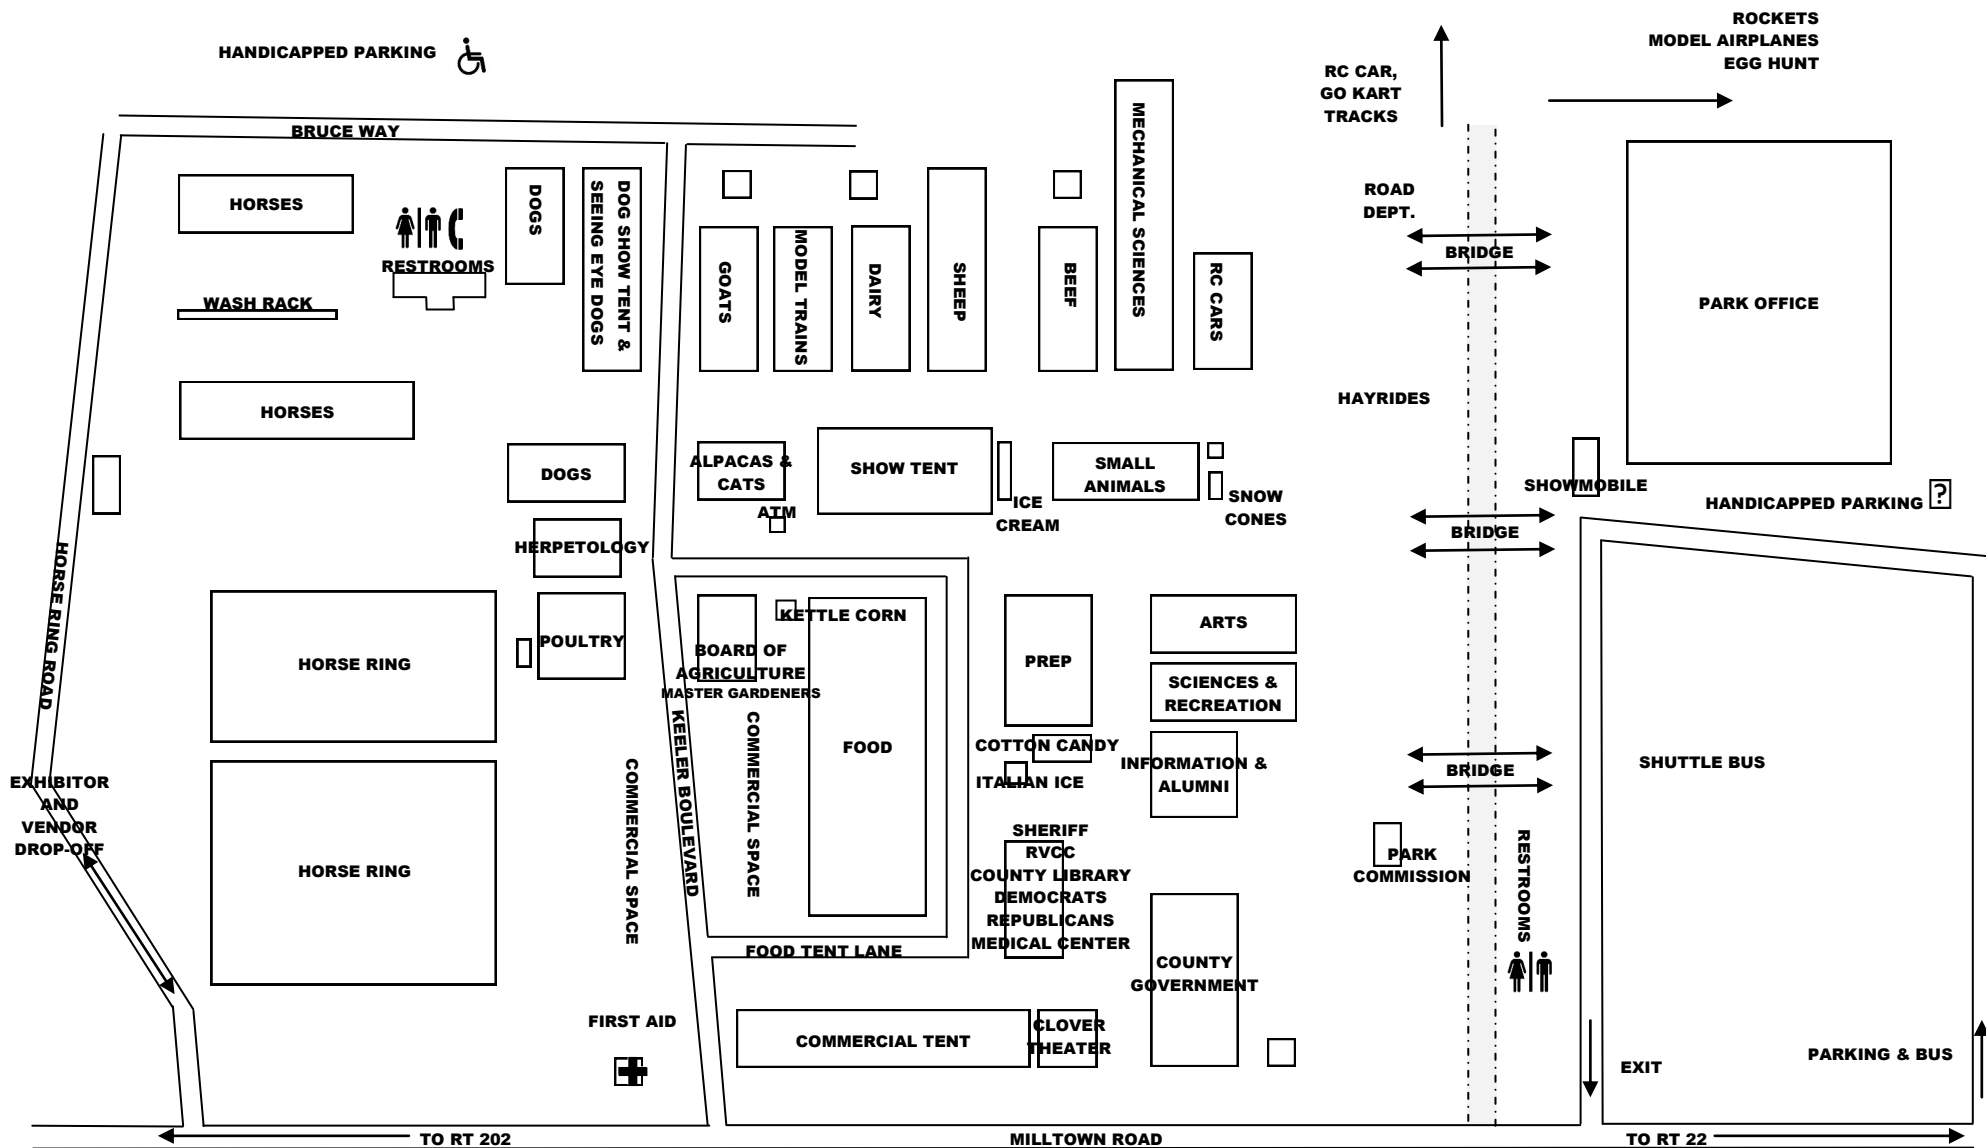 ROCKETS
MODEL AIRPLANES
EGG HUNT
HANDICAPPED PARKING
RC CAR,
GO KART
TRACKS
BRUCE WAY
MECHANICAL SCIENCES
HORSES
DOGS
DOG SHOW TENT &
SEEING EYE DOGS
ROAD
DEPT.
RESTROOMS
BRIDGE
WASH RACK
GOATS
MODEL TRAINS
DAIRY
SHEEP
BEEF
RC CARS
PARK OFFICE
HORSES
HAYRIDES
DOGS
ALPACAS &
CATS
SHOW TENT
ICE
CREAM
SMALL
ANIMALS
SNOW
CONES
SHOWMOBILE
HANDICAPPED PARKING ?
ATM
BRIDGE
HERPETOLOGY
HORSE RING ROAD
HORSE RING
POULTRY
KETTLE CORN
BOARD OF
AGRICULTURE
MASTER GARDENERS
PREP
ARTS
SCIENCES &
RECREATION
KEELER BOULEVARD
COMMERCIAL SPACE
COMMERCIAL SPACE
FOOD
COTTON CANDY
ITALIAN ICE
INFORMATION &
ALUMNI
BRIDGE
SHUTTLE BUS
EXHIBITOR
AND
VENDOR
DROP-OFF
HORSE RING
SHERIFF
RVCC
COUNTY LIBRARY
DEMOCRATS
REPUBLICANS
MEDICAL CENTER
PARK
COMMISSION
RESTROOMS
FOOD TENT LANE
COUNTY
GOVERNMENT
FIRST AID
COMMERCIAL TENT
CLOVER
THEATER
EXIT
PARKING & BUS
TO RT 202
MILLTOWN ROAD
TO RT 22